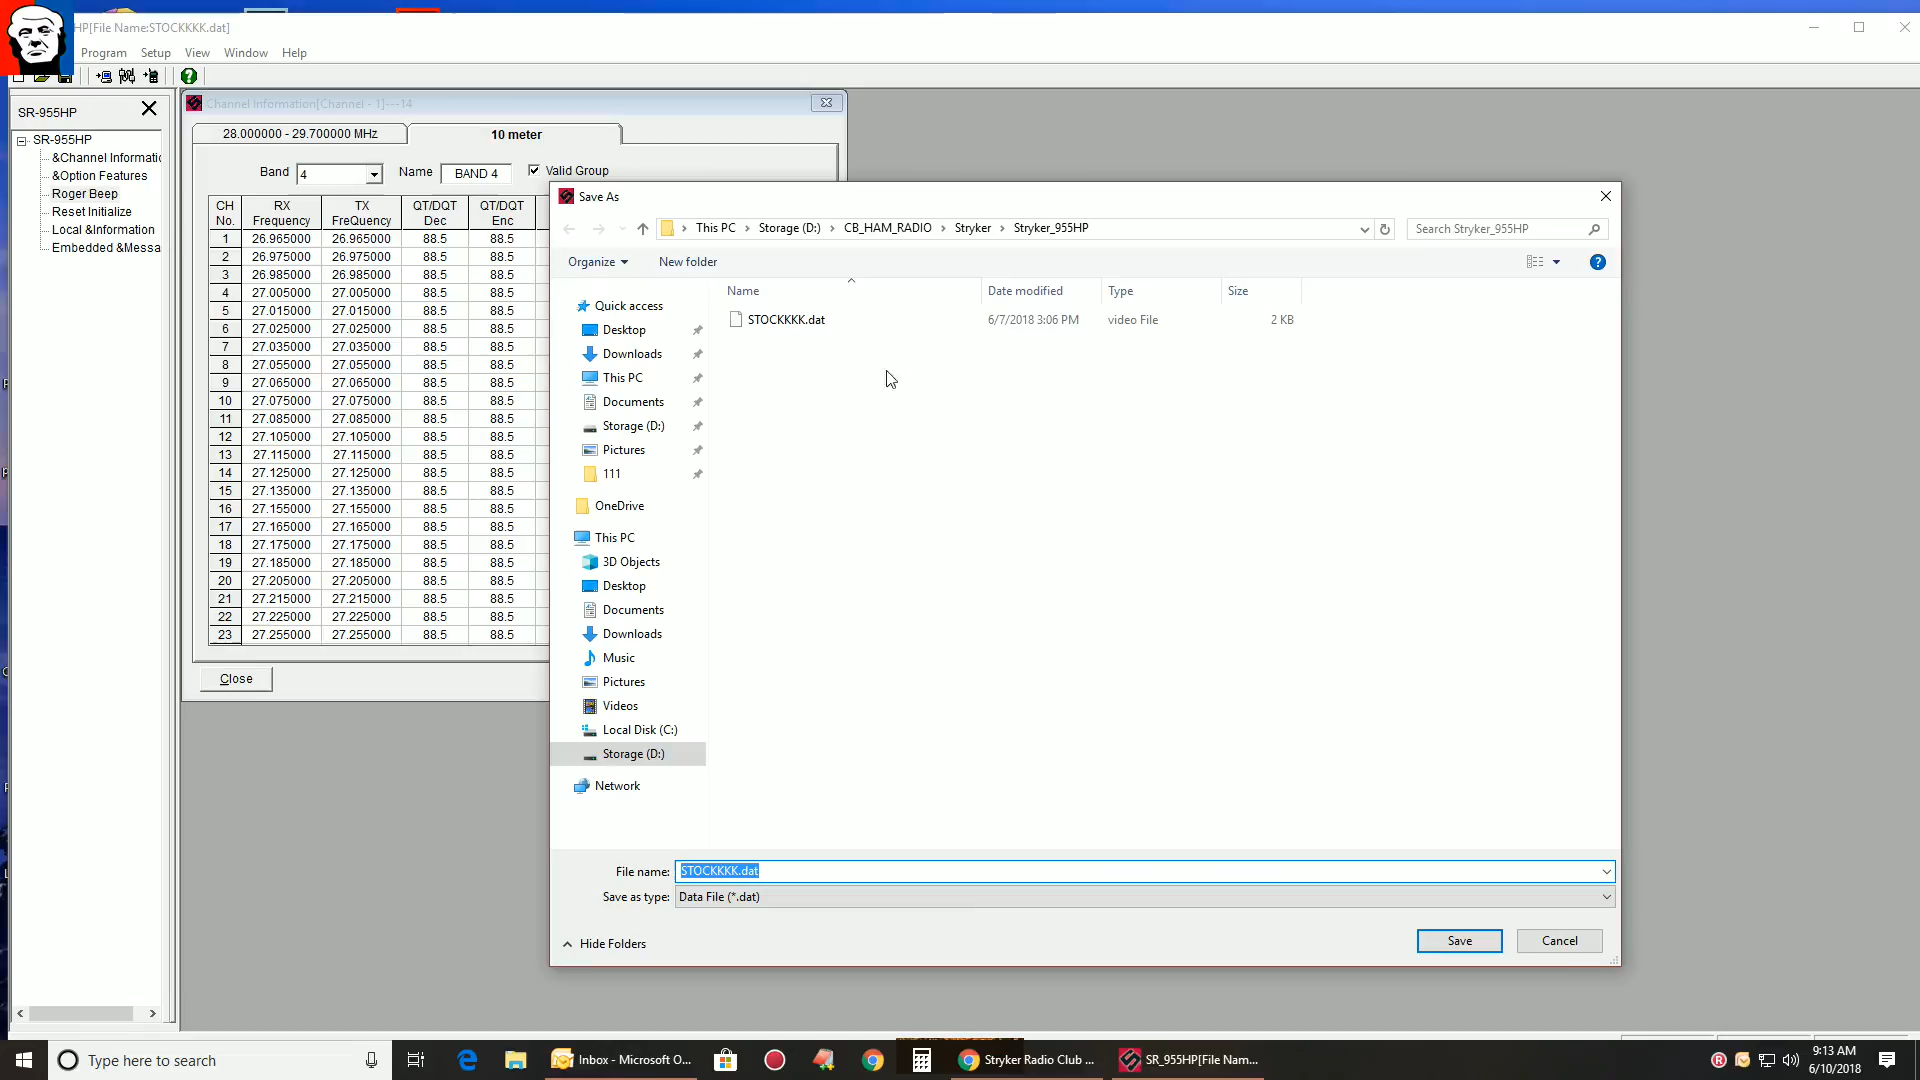 HP[File Name:STOCKKKK.dat]
Program Setup View Window Help
SR-955HP
SR-955HP
&Channel Informatic
&Option Features
Roger Beep
Reset Initialize
Local &Information
Embedded &Messa
Channel Information[Channel - 1]---14
28.000000 - 29.700000 MHz 10 meter
Band 4 Name BAND 4 Valid Group
CH No. RX Frequency TX FreQuency QT/DQT Dec QT/DQT Enc
1 26.965000 26.965000 88.5 88.5
2 26.975000 26.975000 88.5 88.5
3 26.985000 26.985000 88.5 88.5
4 27.005000 27.005000 88.5 88.5
5 27.015000 27.015000 88.5 88.5
6 27.025000 27.025000 88.5 88.5
7 27.035000 27.035000 88.5 88.5
8 27.055000 27.055000 88.5 88.5
9 27.065000 27.065000 88.5 88.5
10 27.075000 27.075000 88.5 88.5
11 27.085000 27.085000 88.5 88.5
12 27.105000 27.105000 88.5 88.5
13 27.115000 27.115000 88.5 88.5
14 27.125000 27.125000 88.5 88.5
15 27.135000 27.135000 88.5 88.5
16 27.155000 27.155000 88.5 88.5
17 27.165000 27.165000 88.5 88.5
18 27.175000 27.175000 88.5 88.5
19 27.185000 27.185000 88.5 88.5
20 27.205000 27.205000 88.5 88.5
21 27.215000 27.215000 88.5 88.5
22 27.225000 27.225000 88.5 88.5
23 27.255000 27.255000 88.5 88.5
Close
Save As
This PC › Storage (D:) › CB_HAM_RADIO › Stryker › Stryker_955HP
Search Stryker_955HP
Organize New folder
Name Date modified Type Size
STOCKKKK.dat 6/7/2018 3:06 PM video File 2 KB
Quick access
Desktop
Downloads
This PC
Documents
Storage (D:)
Pictures
111
OneDrive
This PC
3D Objects
Desktop
Documents
Downloads
Music
Pictures
Videos
Local Disk (C:)
Storage (D:)
Network
File name: STOCKKKK.dat
Save as type: Data File (*.dat)
Hide Folders
Save Cancel
Type here to search
Inbox - Microsoft O...
Stryker Radio Club ...
SR_955HP[File Nam...
9:13 AM
6/10/2018